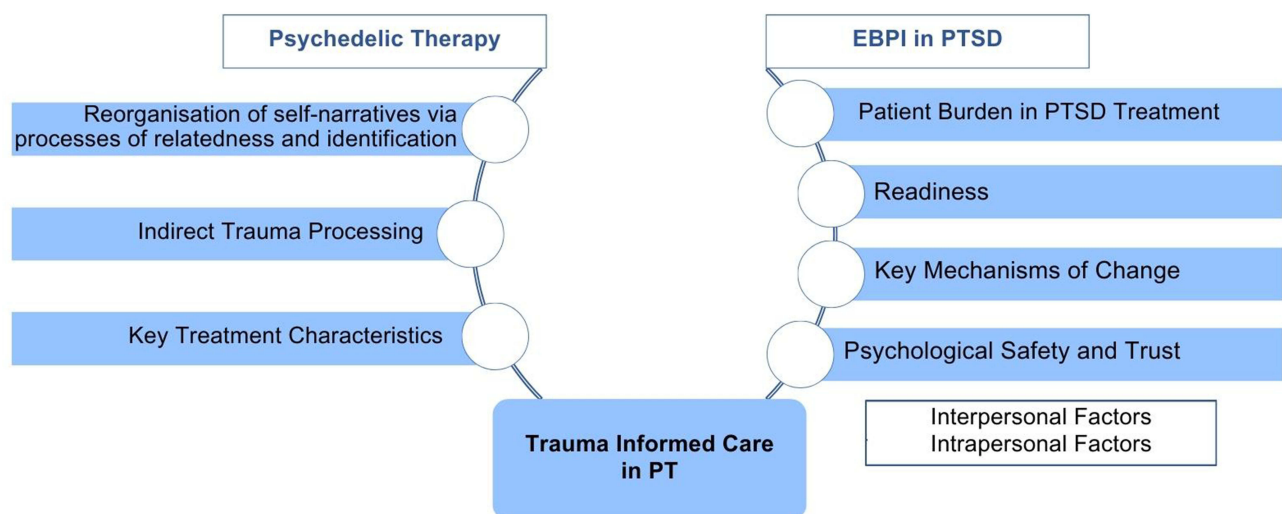 Psychedelic Therapy
Reorganisation of self-narratives via
processes of relatedness and identification
Indirect Trauma Processing
Key Treatment Characteristics
EBPI in PTSD
Patient Burden in PTSD Treatment
Readiness
Key Mechanisms of Change
Psychological Safety and Trust
Interpersonal Factors
Intrapersonal Factors
Trauma Informed Care
in PT